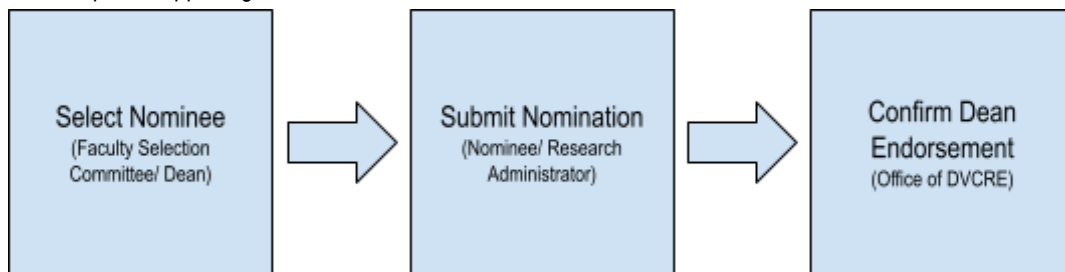 Select Nominee
(Faculty Selection
Committee/ Dean)
Submit Nomination
(Nominee/ Research
Administrator)
Confirm Dean
Endorsement
(Office of DVCRE)